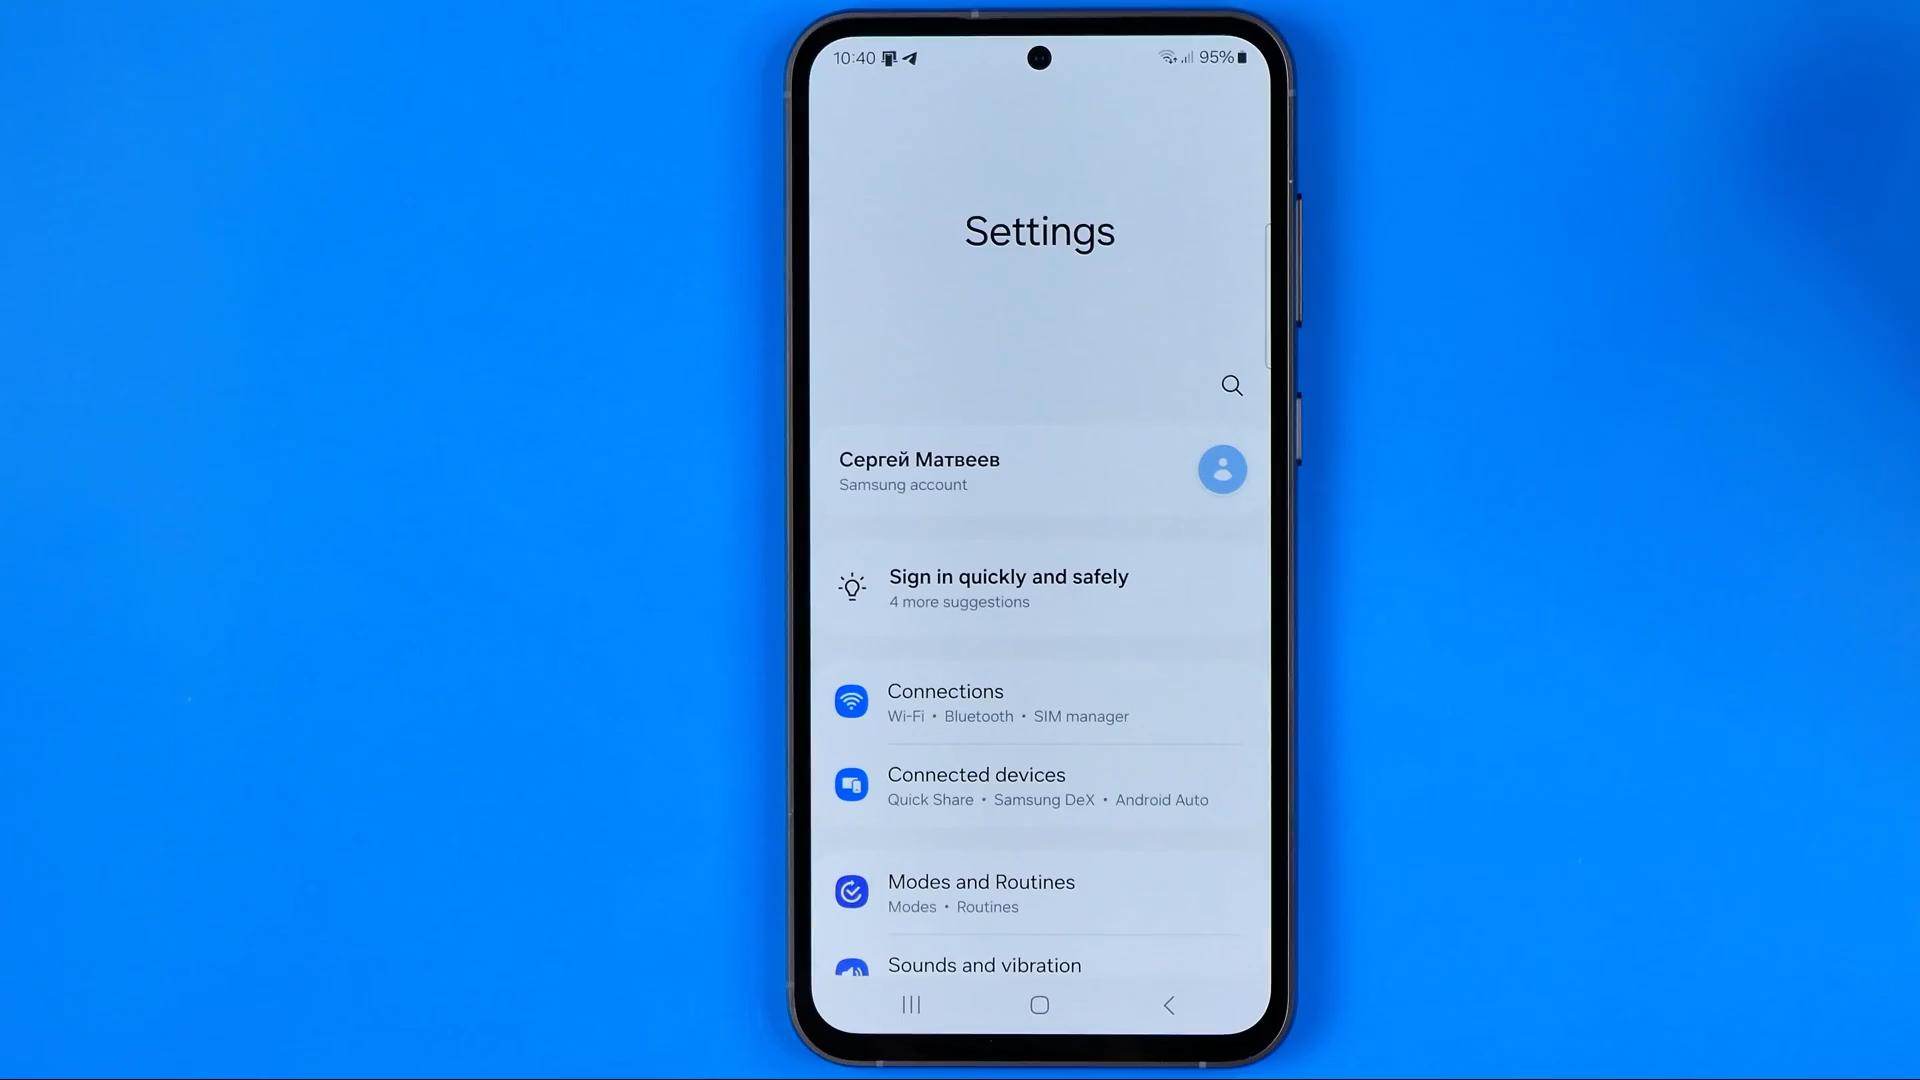 10:40
95%
Settings
Сергей Матвеев
Samsung account
Sign in quickly and safely
4 more suggestions
Connections
Wi-Fi • Bluetooth • SIM manager
Connected devices
Quick Share • Samsung DeX • Android Auto
Modes and Routines
Modes • Routines
Sounds and vibration